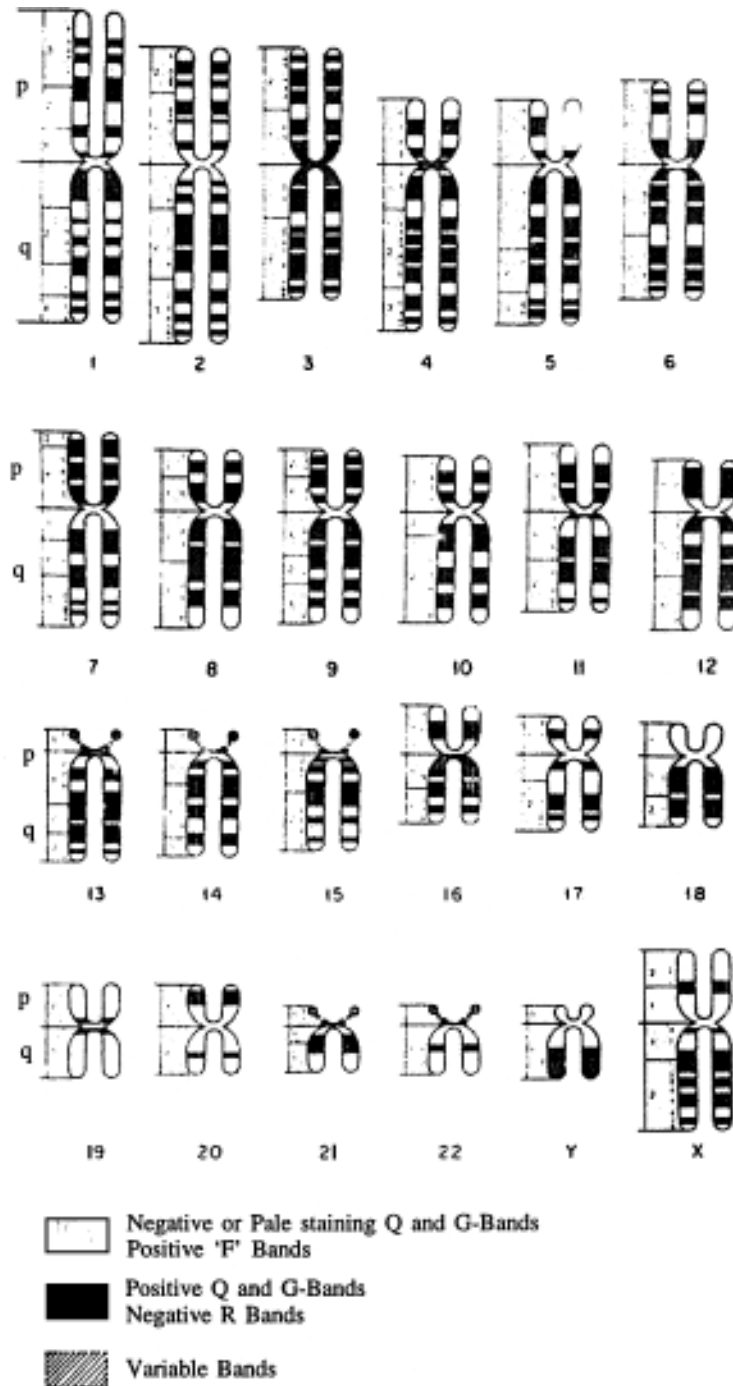 p
q
1 2 3 4 5 6
p
q
7 8 9 10 11 12
p
q
13 14 15 16 17 18
p
q
19 20 21 22 Y X
Negative or Pale staining Q and G-Bands
Positive 'F' Bands
Positive Q and G-Bands
Negative R Bands
Variable Bands